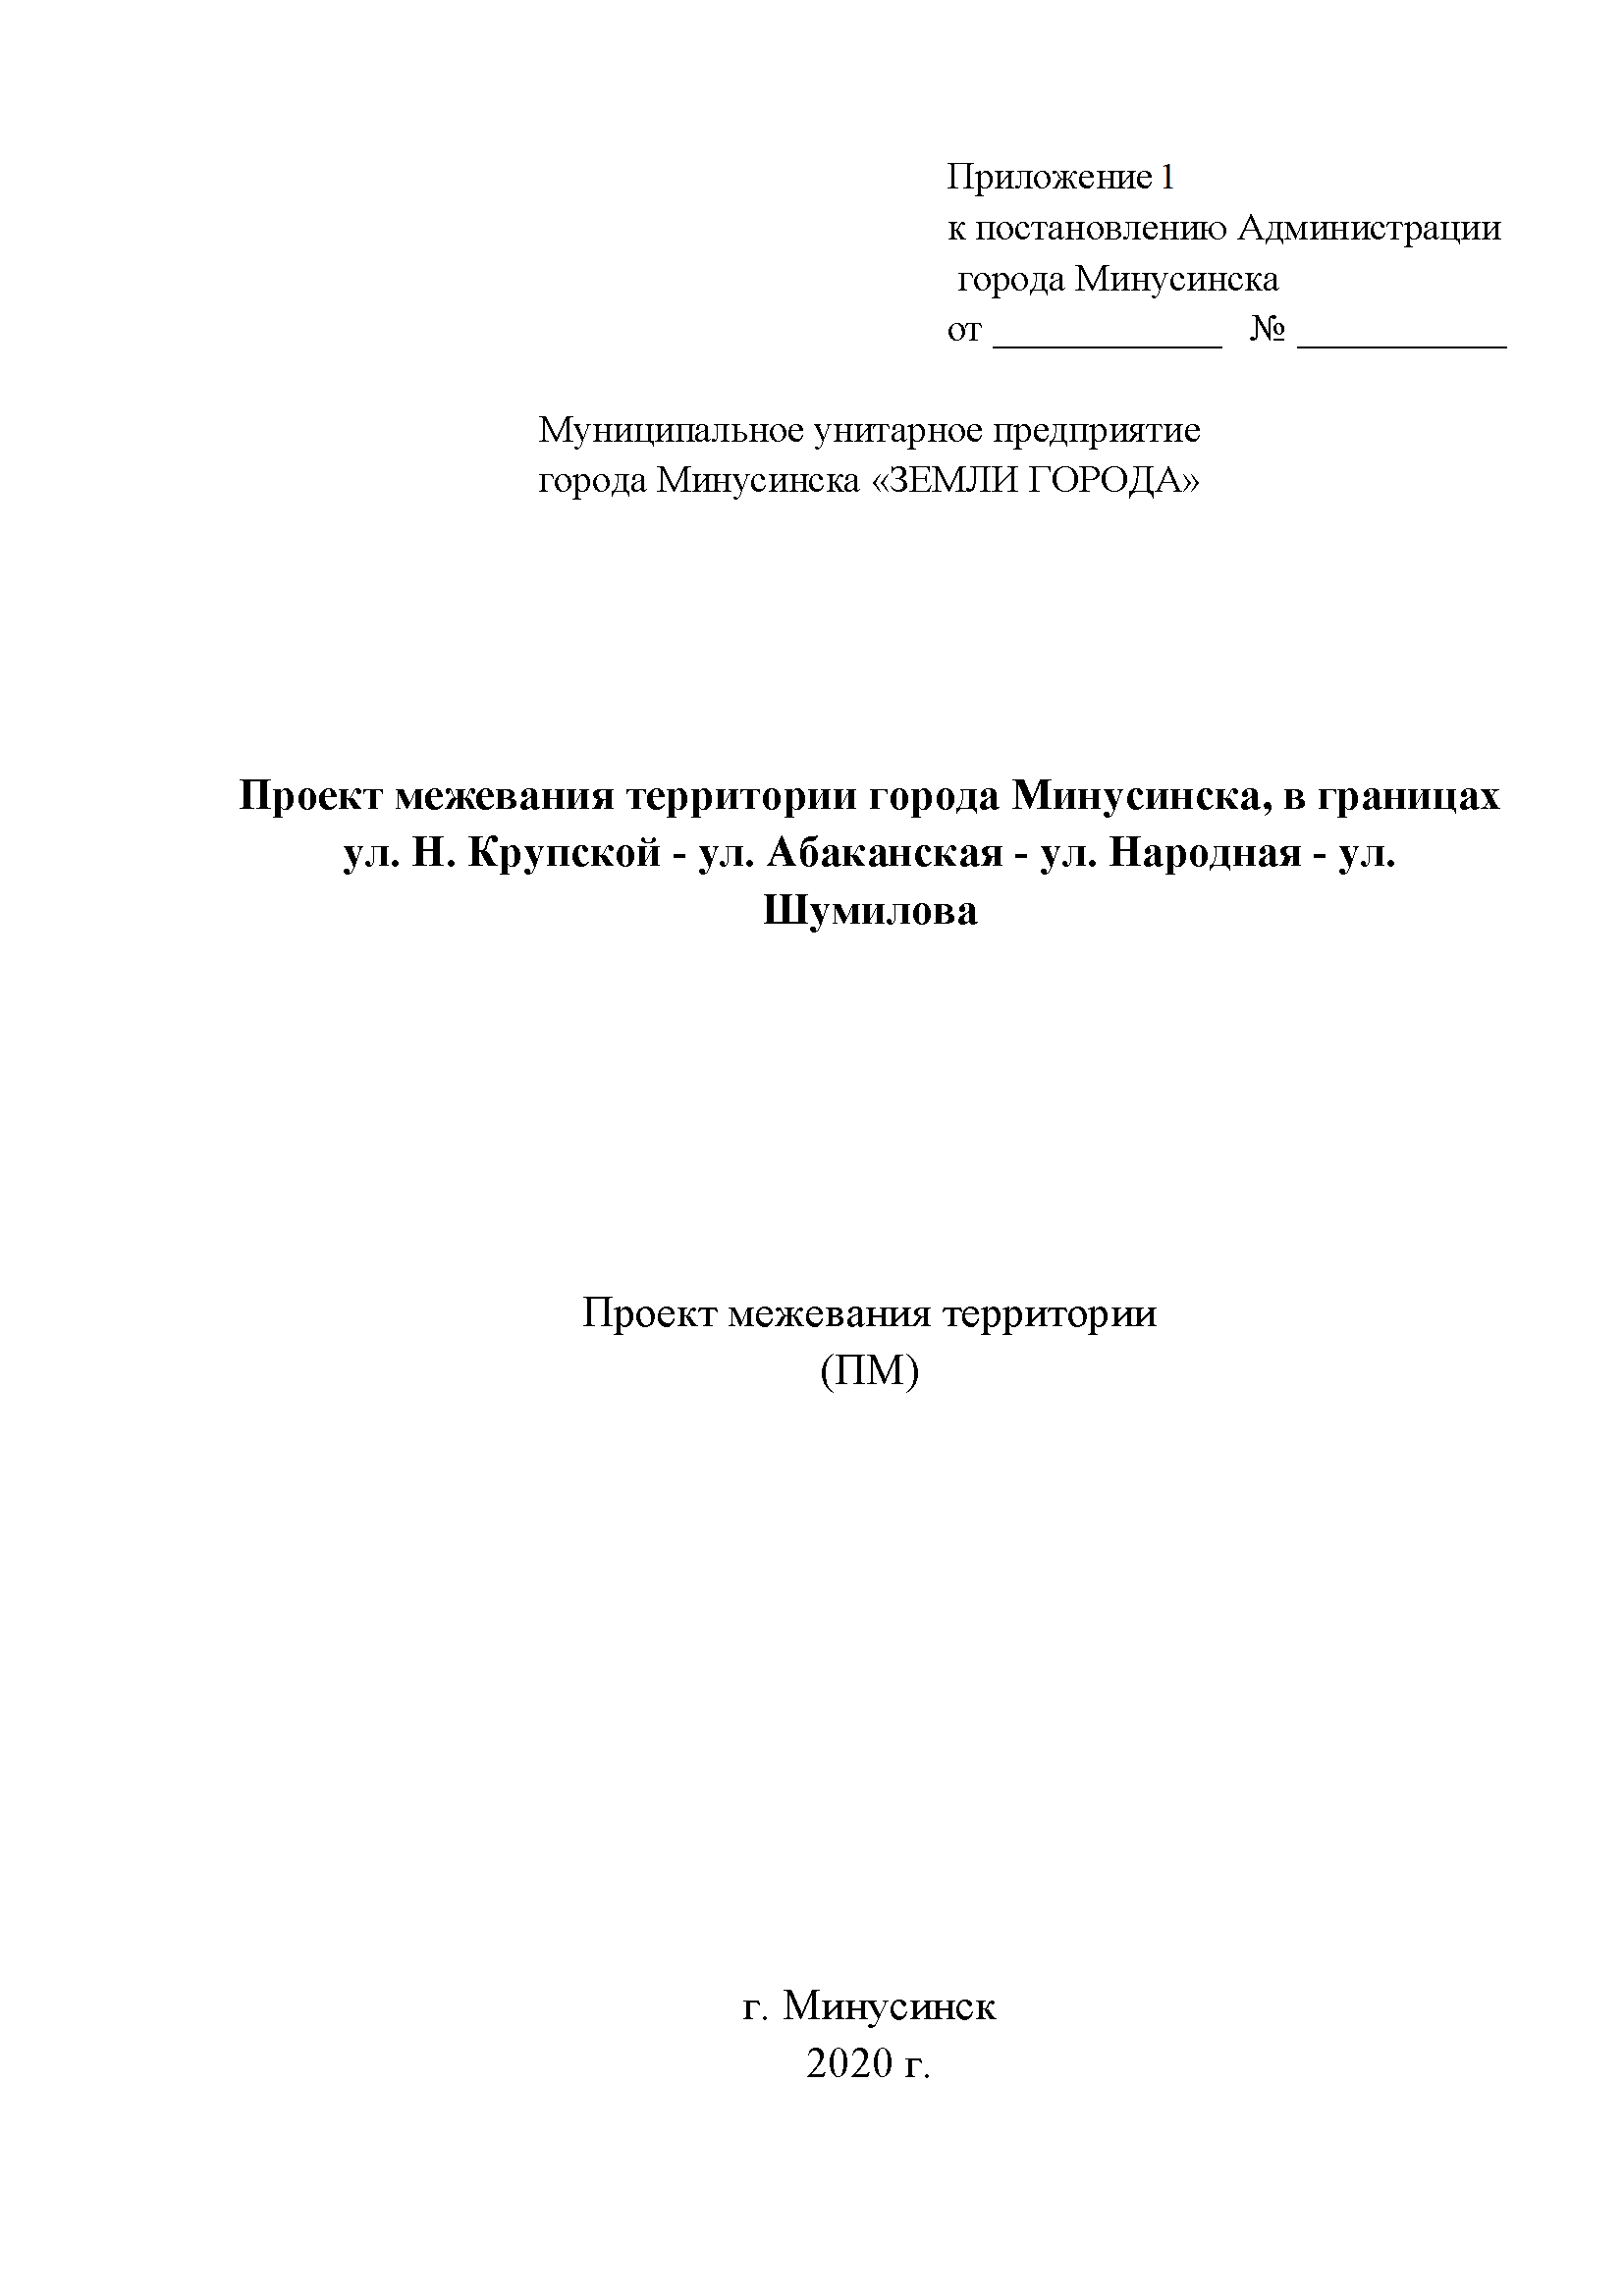 Приложение 1
к постановлению Администрации
города Минусинска
от ____________ № ___________
Муниципальное унитарное предприятие
города Минусинска «ЗЕМЛИ ГОРОДА»
Проект межевания территории города Минусинска, в границах
ул. Н. Крупской - ул. Абаканская - ул. Народная - ул.
Шумилова
Проект межевания территории
(ПМ)
г. Минусинск
2020 г.